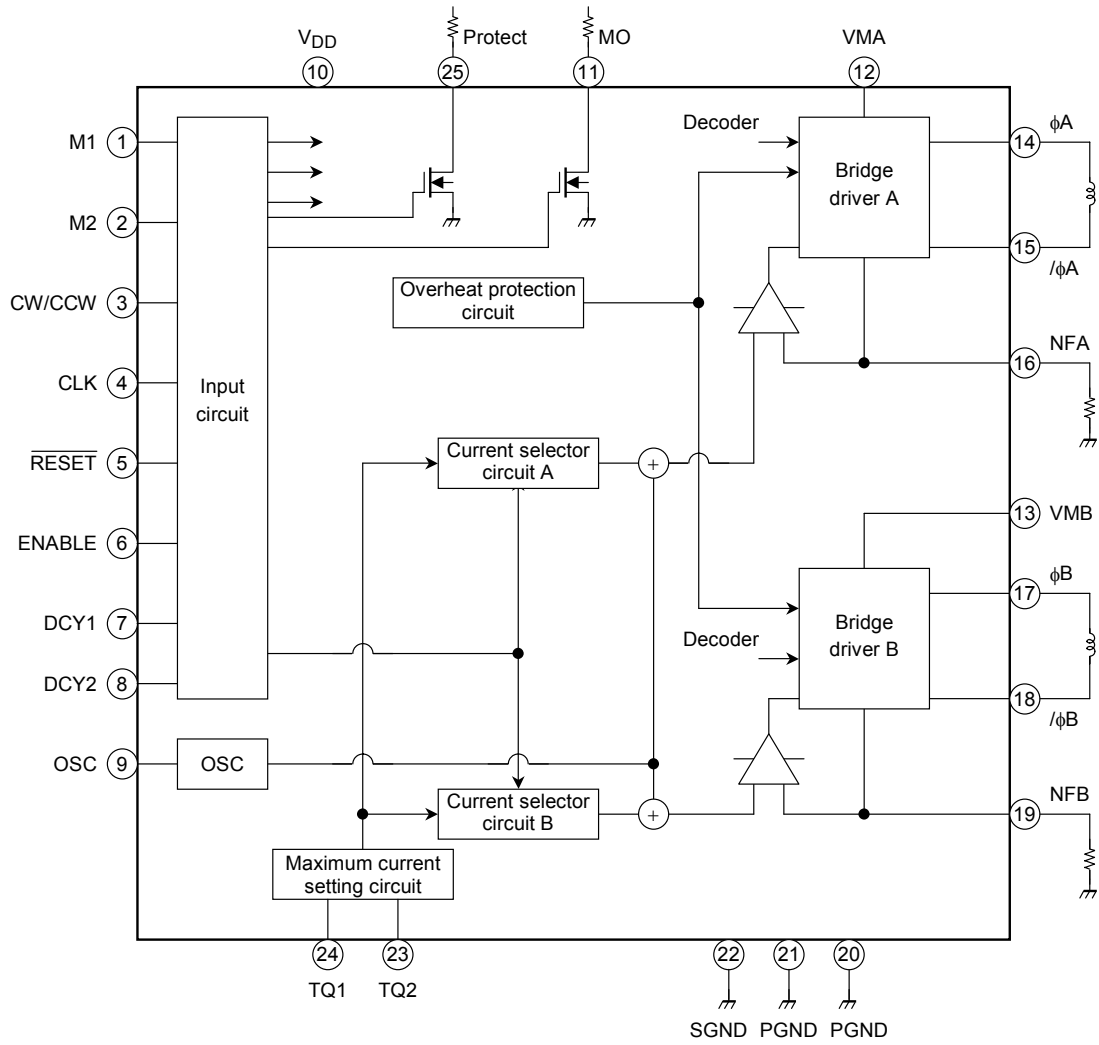 Protect
MO
VDD
VMA
10
25
11
12
M1
1
Decoder
14
ϕA
Bridge
driver A
M2
2
15
/ϕA
CW/CCW
3
Overheat protection
circuit
NFA
16
CLK
4
Input
circuit
RESET
5
Current selector
circuit A
+
13
VMB
ENABLE
6
ϕB
17
DCY1
7
Bridge
driver B
Decoder
DCY2
8
18
/ϕB
OSC
9
OSC
Current selector
circuit B
+
NFB
19
Maximum current
setting circuit
24
23
22
21
20
TQ1
TQ2
SGND
PGND
PGND